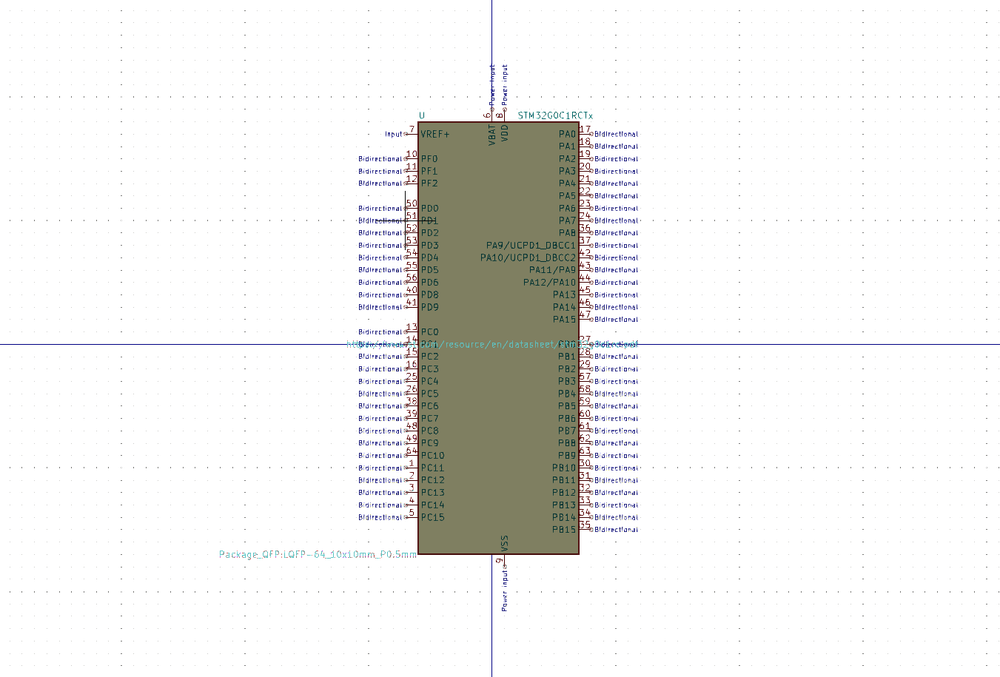 Power input Power input
6 8
U STM32G0C1RCTx
VBAT VDD
Input 7 VREF+ PA0 17 Bidirectional
PA1 18 Bidirectional
Bidirectional 10 PF0 PA2 19 Bidirectional
Bidirectional 11 PF1 PA3 20 Bidirectional
Bidirectional 12 PF2 PA4 21 Bidirectional
PA5 22 Bidirectional
Bidirectional 50 PD0 PA6 23 Bidirectional
Bidirectional 51 PD1 PA7 24 Bidirectional
Bidirectional 52 PD2 PA8 36 Bidirectional
Bidirectional 53 PD3 PA9/UCPD1_DBCC1 37 Bidirectional
Bidirectional 54 PD4 PA10/UCPD1_DBCC2 42 Bidirectional
Bidirectional 55 PD5 PA11/PA9 43 Bidirectional
Bidirectional 56 PD6 PA12/PA10 44 Bidirectional
Bidirectional 40 PD8 PA13 45 Bidirectional
Bidirectional 41 PD9 PA14 46 Bidirectional
PA15 47 Bidirectional
Bidirectional 13 PC0
14 /resource/en/datasheet/ 27
Bidirectional 15 PC2 PB1 28 Bidirectional
Bidirectional 16 PC3 PB2 29 Bidirectional
Bidirectional 25 PC4 PB3 57 Bidirectional
Bidirectional 26 PC5 PB4 58 Bidirectional
Bidirectional 38 PC6 PB5 59 Bidirectional
Bidirectional 39 PC7 PB6 60 Bidirectional
Bidirectional 48 PC8 PB7 61 Bidirectional
Bidirectional 49 PC9 PB8 62 Bidirectional
Bidirectional 64 PC10 PB9 63 Bidirectional
Bidirectional 1 PC11 PB10 30 Bidirectional
Bidirectional 2 PC12 PB11 31 Bidirectional
Bidirectional 3 PC13 PB12 32 Bidirectional
Bidirectional 4 PC14 PB13 33 Bidirectional
Bidirectional 5 PC15 PB14 34 Bidirectional
PB15 35 Bidirectional
VSS
Package_QFP:LQFP-64_10x10mm_P0.5mm
9
Power input